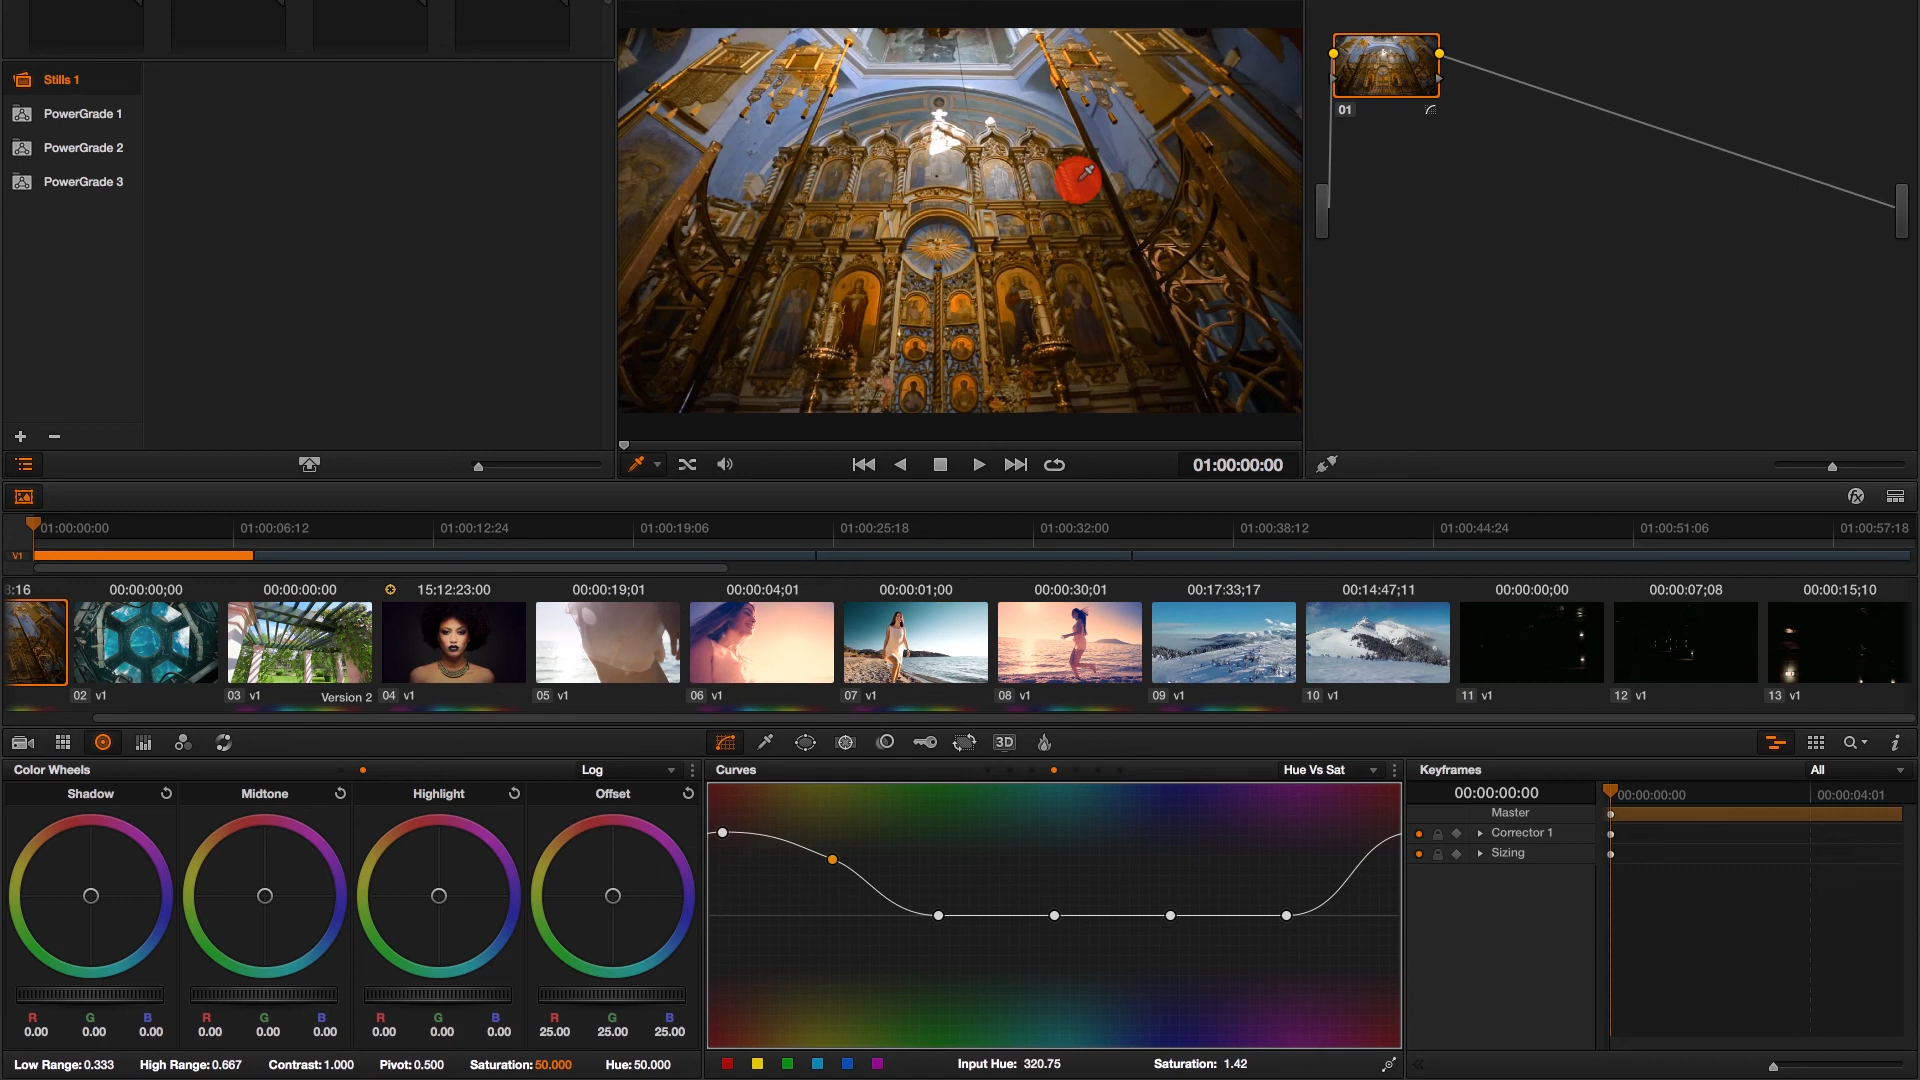 Stills 1
PowerGrade 1
PowerGrade 2
PowerGrade 3
01
01:00:00:00
01:00:00:00 01:00:06:12 01:00:12:24 01:00:19:06 01:00:25:18 01:00:32:00 01:00:38:12 01:00:44:24 01:00:51:06 01:00:57:18
V1
3:16 00:00:00;00 00:00:00:00 15:12:23:00 00:00:19;01 00:00:04;01 00:00:01;00 00:00:30;01 00:17:33;17 00:14:47;11 00:00:00;00 00:00:07;08 00:00:15;10
02 v1 03 v1 Version 2 04 v1 05 v1 06 v1 07 v1 08 v1 09 v1 10 v1 11 v1 12 v1 13 v1
3D
Color Wheels Log
Shadow Midtone Highlight Offset
R G B R G B R G B R G B
0.00 0.00 0.00 0.00 0.00 0.00 0.00 0.00 0.00 25.00 25.00 25.00
Low Range: 0.333 High Range: 0.667 Contrast: 1.000 Pivot: 0.500 Saturation: 50.000 Hue: 50.000
Curves Hue Vs Sat
Input Hue: 320.75 Saturation: 1.42
Keyframes All
00:00:00:00 00:00:00:00 00:00:04:01
Master
Corrector 1
Sizing